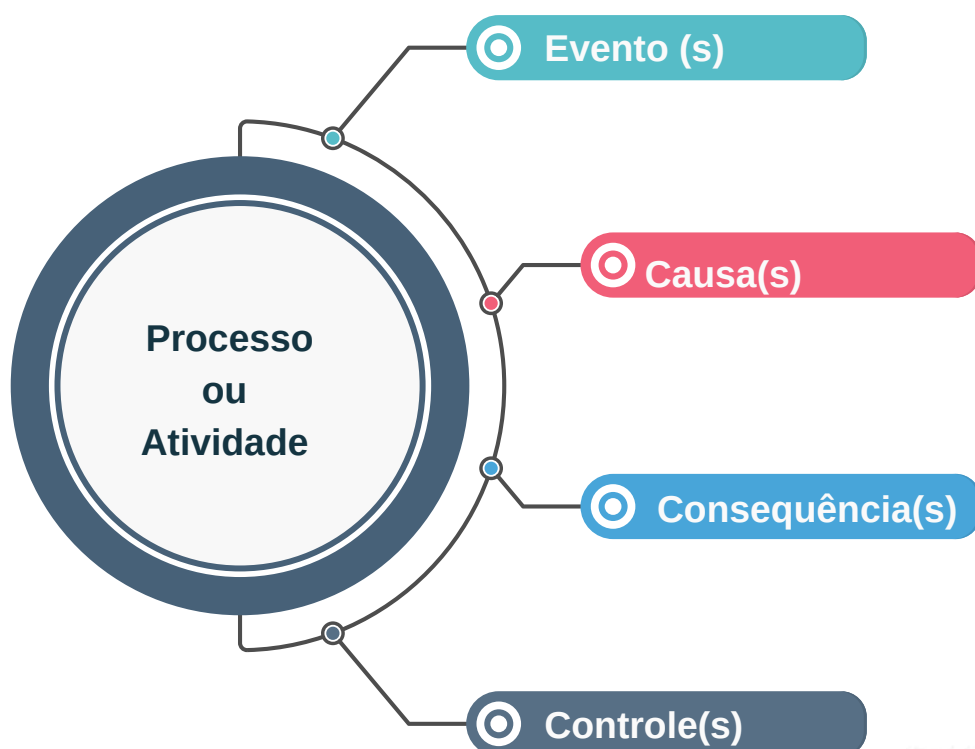 Evento (s)
Causa(s)
Processo
ou
Atividade
Consequência(s)
Controle(s)